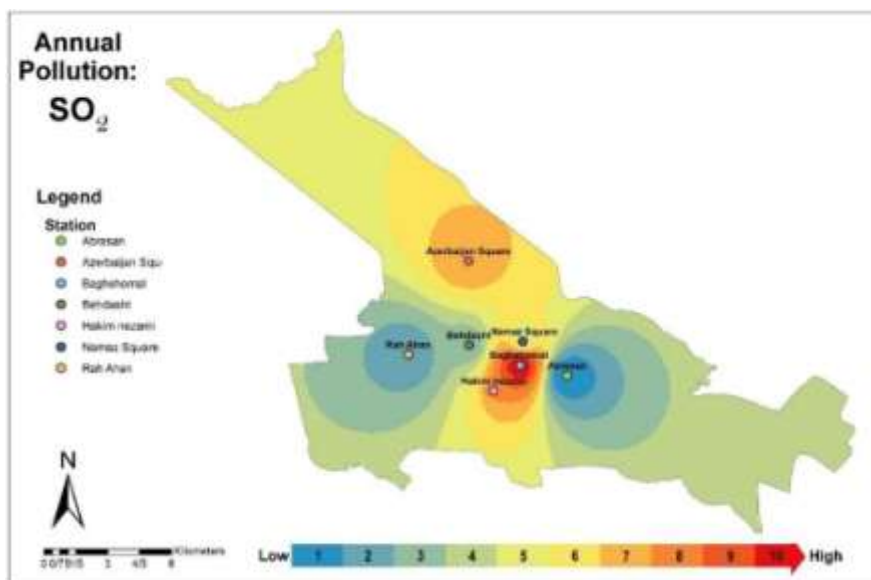 Annual
Pollution:
SO₂
Legend
Station
Abrasan
Azerbaijan Squ
Baghshomal
Behdasht
Hakim nezami
Namaz Square
Rah Ahan
Azerbaijan Square
Behdasht
Namaz Square
Rah Ahan
Baghshomal
Abrasan
Hakim nezami
N
Kilometers
Low 1 2 3 4 5 6 7 8 9 10 High